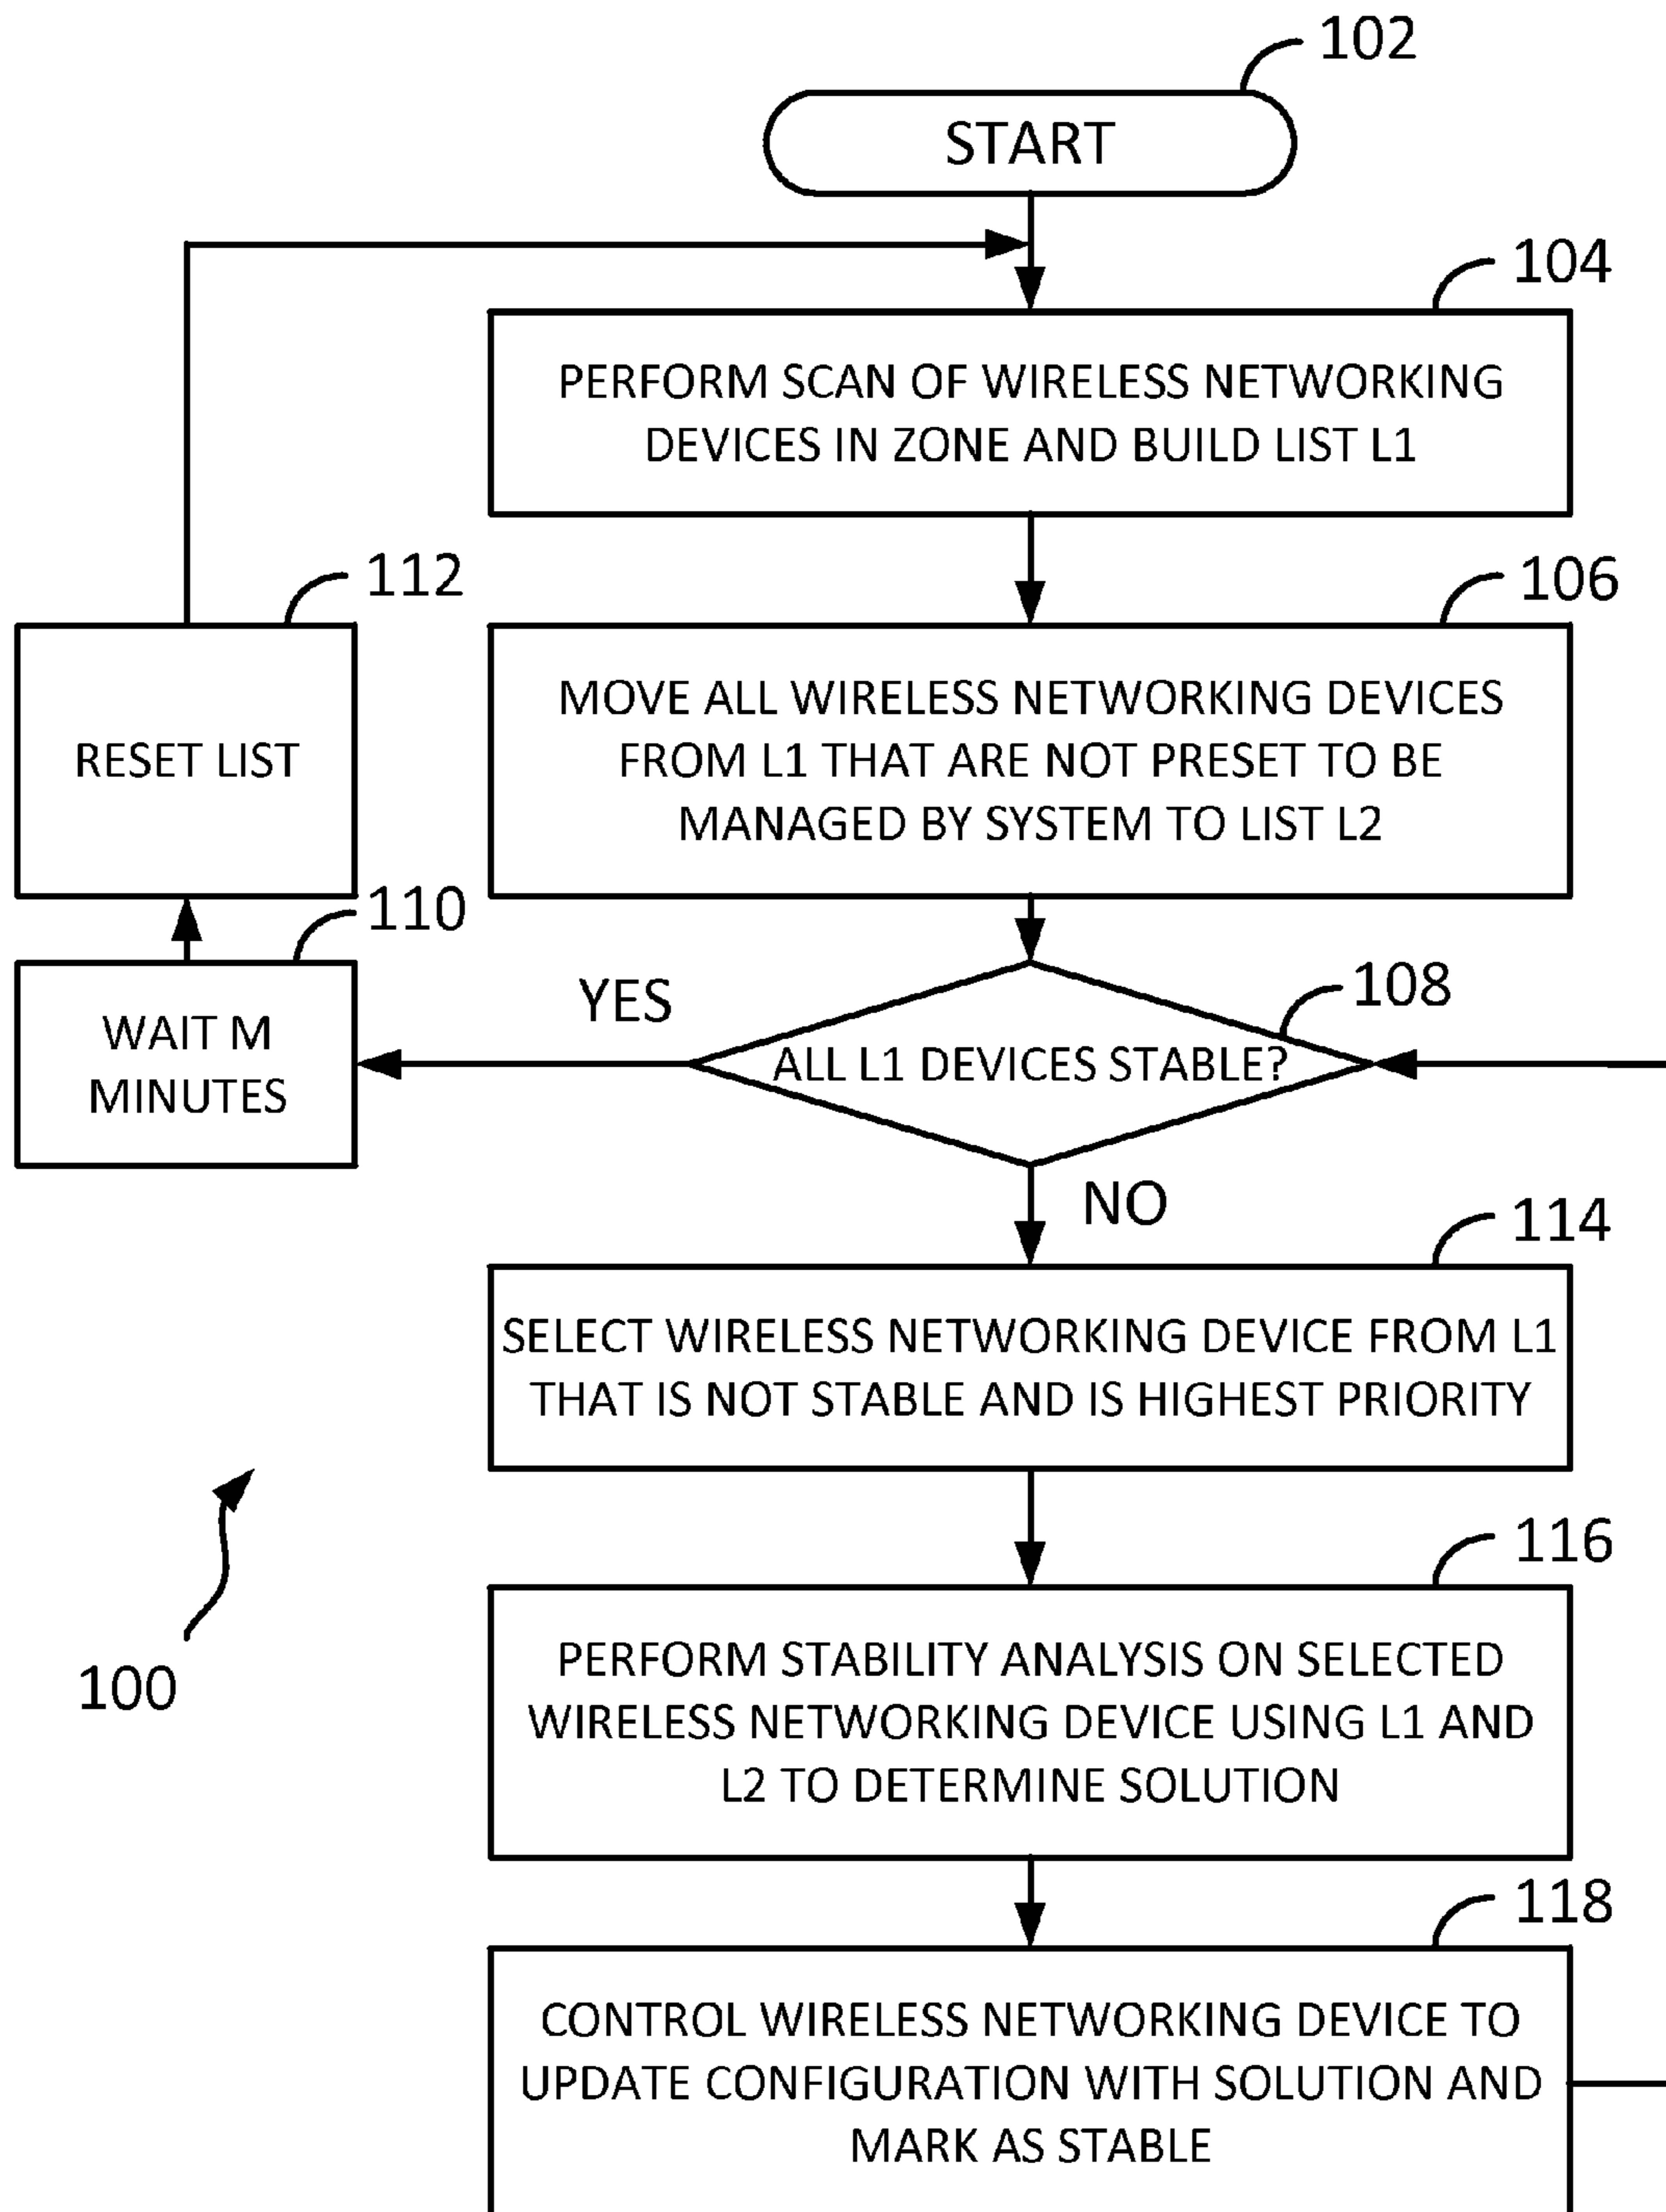 102
START
104
PERFORM SCAN OF WIRELESS NETWORKING
DEVICES IN ZONE AND BUILD LIST L1
112
RESET LIST
106
MOVE ALL WIRELESS NETWORKING DEVICES
FROM L1 THAT ARE NOT PRESET TO BE
MANAGED BY SYSTEM TO LIST L2
110
WAIT M
MINUTES
YES
108
ALL L1 DEVICES STABLE?
NO
114
SELECT WIRELESS NETWORKING DEVICE FROM L1
THAT IS NOT STABLE AND IS HIGHEST PRIORITY
100
116
PERFORM STABILITY ANALYSIS ON SELECTED
WIRELESS NETWORKING DEVICE USING L1 AND
L2 TO DETERMINE SOLUTION
118
CONTROL WIRELESS NETWORKING DEVICE TO
UPDATE CONFIGURATION WITH SOLUTION AND
MARK AS STABLE